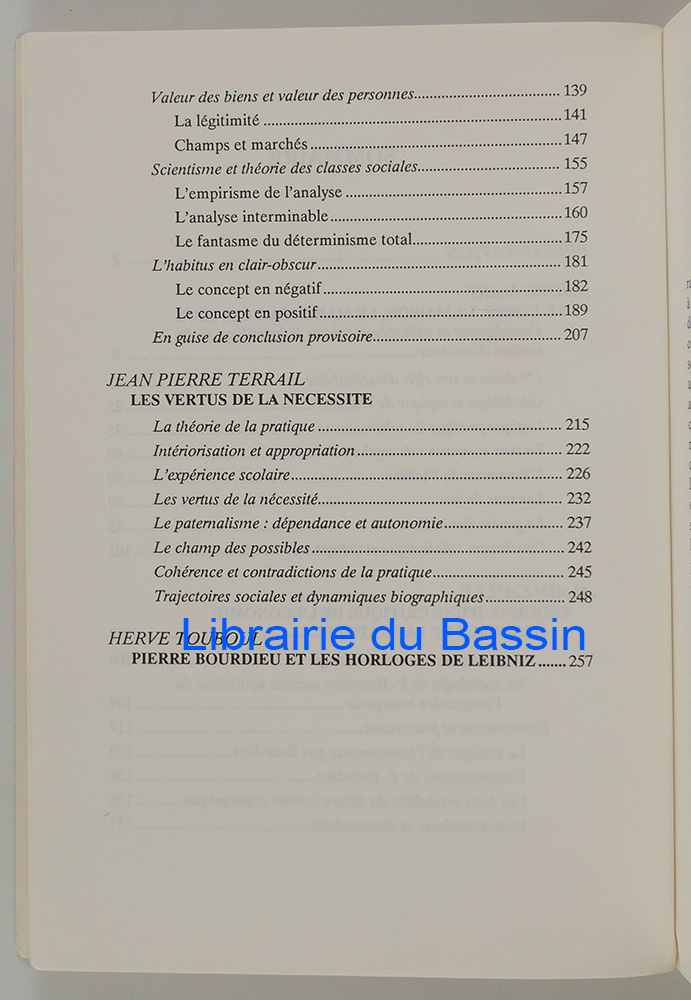 Valeur des biens et valeur des personnes..................................... 139
La légitimité ............................................................................ 141
Champs et marchés ................................................................ 147
Scientisme et théorie des classes sociales.................................... 155
L'empirisme de l'analyse ....................................................... 157
L'analyse interminable ........................................................... 160
Le fantasme du déterminisme total...................................... 175
L'habitus en clair-obscur.............................................................. 181
Le concept en négatif ............................................................. 182
Le concept en positif .............................................................. 189
En guise de conclusion provisoire................................................ 207
JEAN PIERRE TERRAIL
LES VERTUS DE LA NECESSITE
La théorie de la pratique .............................................................. 215
Intériorisation et appropriation .................................................... 222
L'expérience scolaire..................................................................... 226
Les vertus de la nécessité.............................................................. 232
Le paternalisme : dépendance et autonomie.............................. 237
Le champ des possibles ................................................................ 242
Cohérence et contradictions de la pratique................................. 245
Trajectoires sociales et dynamiques biographiques..................... 248
HERVE TOUBOUL
Librairie du Bassin
PIERRE BOURDIEU ET LES HORLOGES DE LEIBNIZ ....... 257